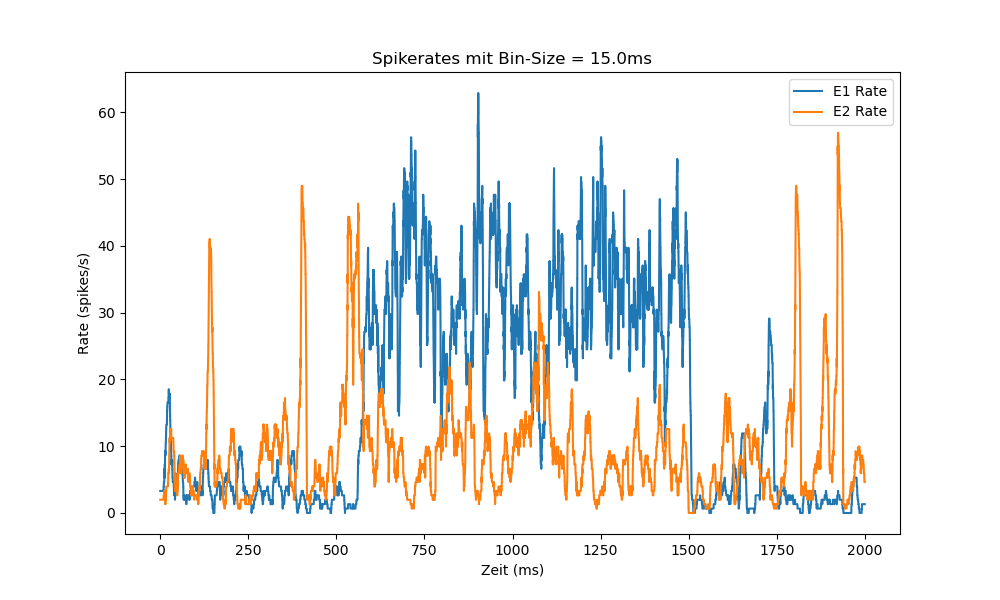 Spikerates mit Bin-Size = 15.0ms
E1 Rate
E2 Rate
Rate (spikes/s)
60
50
40
30
20
10
0
0 250 500 750 1000 1250 1500 1750 2000
Zeit (ms)